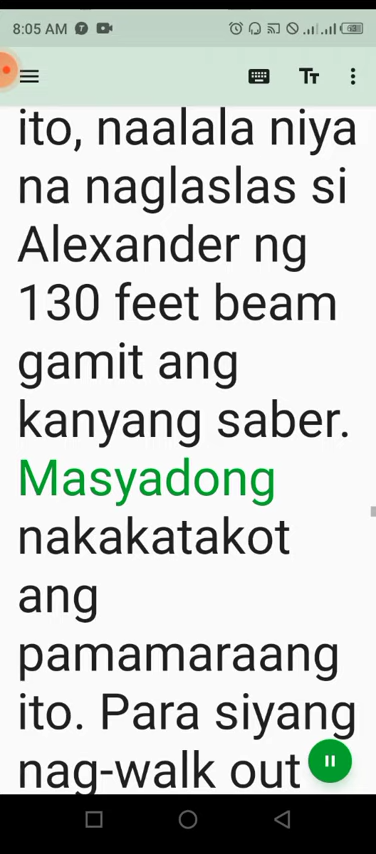 8:05 AM
Tт
ito, naalala niya
na naglaslas si
Alexander ng
130 feet beam
gamit ang
kanyang saber.
Masyadong
nakakatakot
ang
pamamaraang
ito. Para siyang
nag-walk out